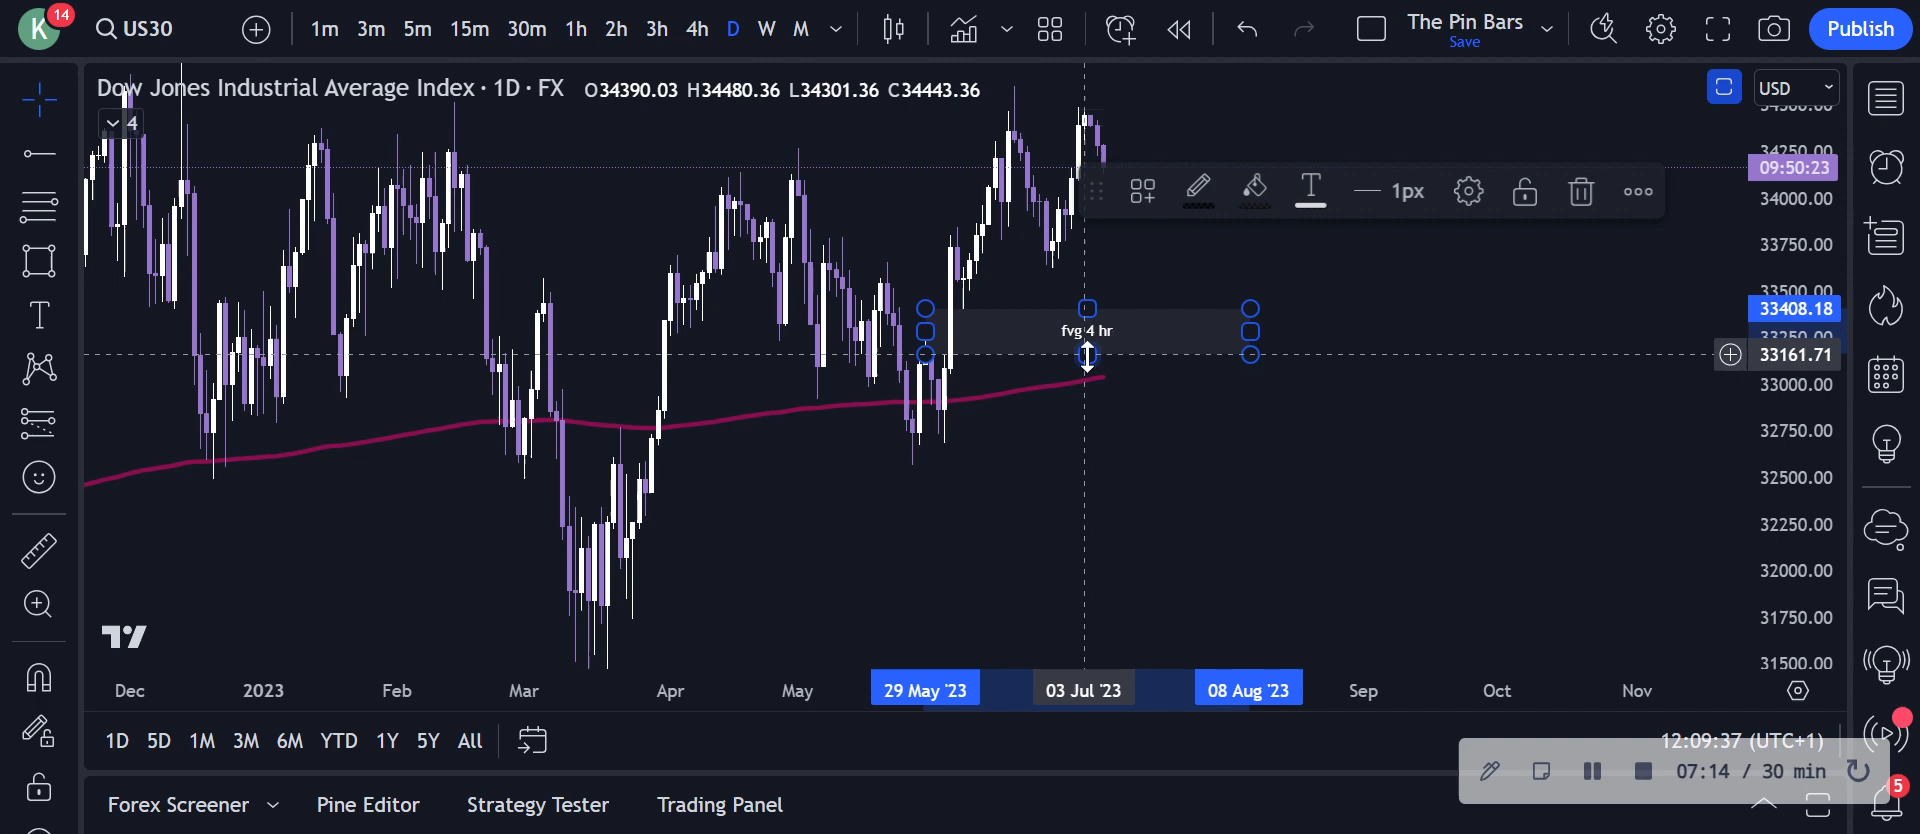 K 14 US30 1m 3m 5m 15m 30m 1h 2h 3h 4h D W M The Pin Bars Save Publish
Dow Jones Industrial Average Index · 1D · FX O34390.03 H34480.36 L34301.36 C34443.36 USD
4
34250.00
09:50:23
1px
34000.00
33750.00
33500.00
33408.18
fvg 4 hr
33161.71
33000.00
32750.00
32500.00
32250.00
32000.00
31750.00
31500.00
Dec 2023 Feb Mar Apr May 29 May '23 03 Jul '23 08 Aug '23 Sep Oct Nov
1D 5D 1M 3M 6M YTD 1Y 5Y All 12:09:37 (UTC+1)
07:14 / 30 min
Forex Screener Pine Editor Strategy Tester Trading Panel 5